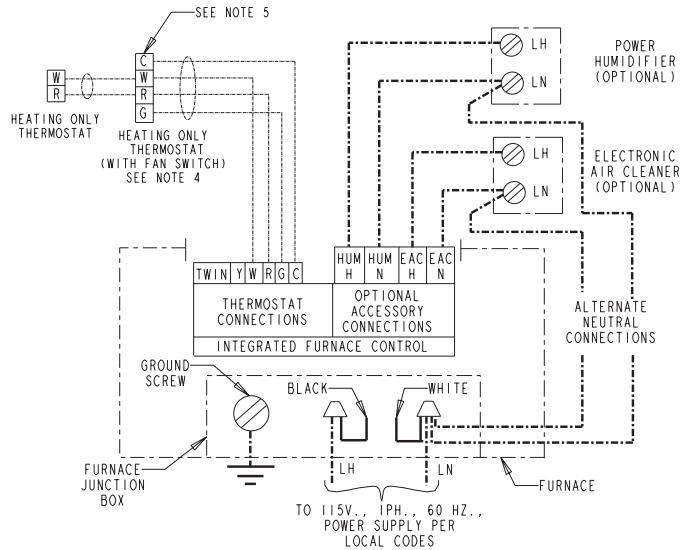 SEE NOTE 5
C
W
R
G
W
R
HEATING ONLY
THERMOSTAT
HEATING ONLY
THERMOSTAT
(WITH FAN SWITCH)
SEE NOTE 4
LH
LN
POWER
HUMIDIFIER
(OPTIONAL)
LH
LN
ELECTRONIC
AIR CLEANER
(OPTIONAL)
TWIN Y W R G C
HUM H
HUM N
EAC H
EAC N
THERMOSTAT
CONNECTIONS
OPTIONAL
ACCESSORY
CONNECTIONS
INTEGRATED FURNACE CONTROL
ALTERNATE
NEUTRAL
CONNECTIONS
GROUND
SCREW
BLACK
WHITE
FURNACE
JUNCTION
BOX
LH
LN
FURNACE
TO 115V., 1PH., 60 HZ.,
POWER SUPPLY PER
LOCAL CODES